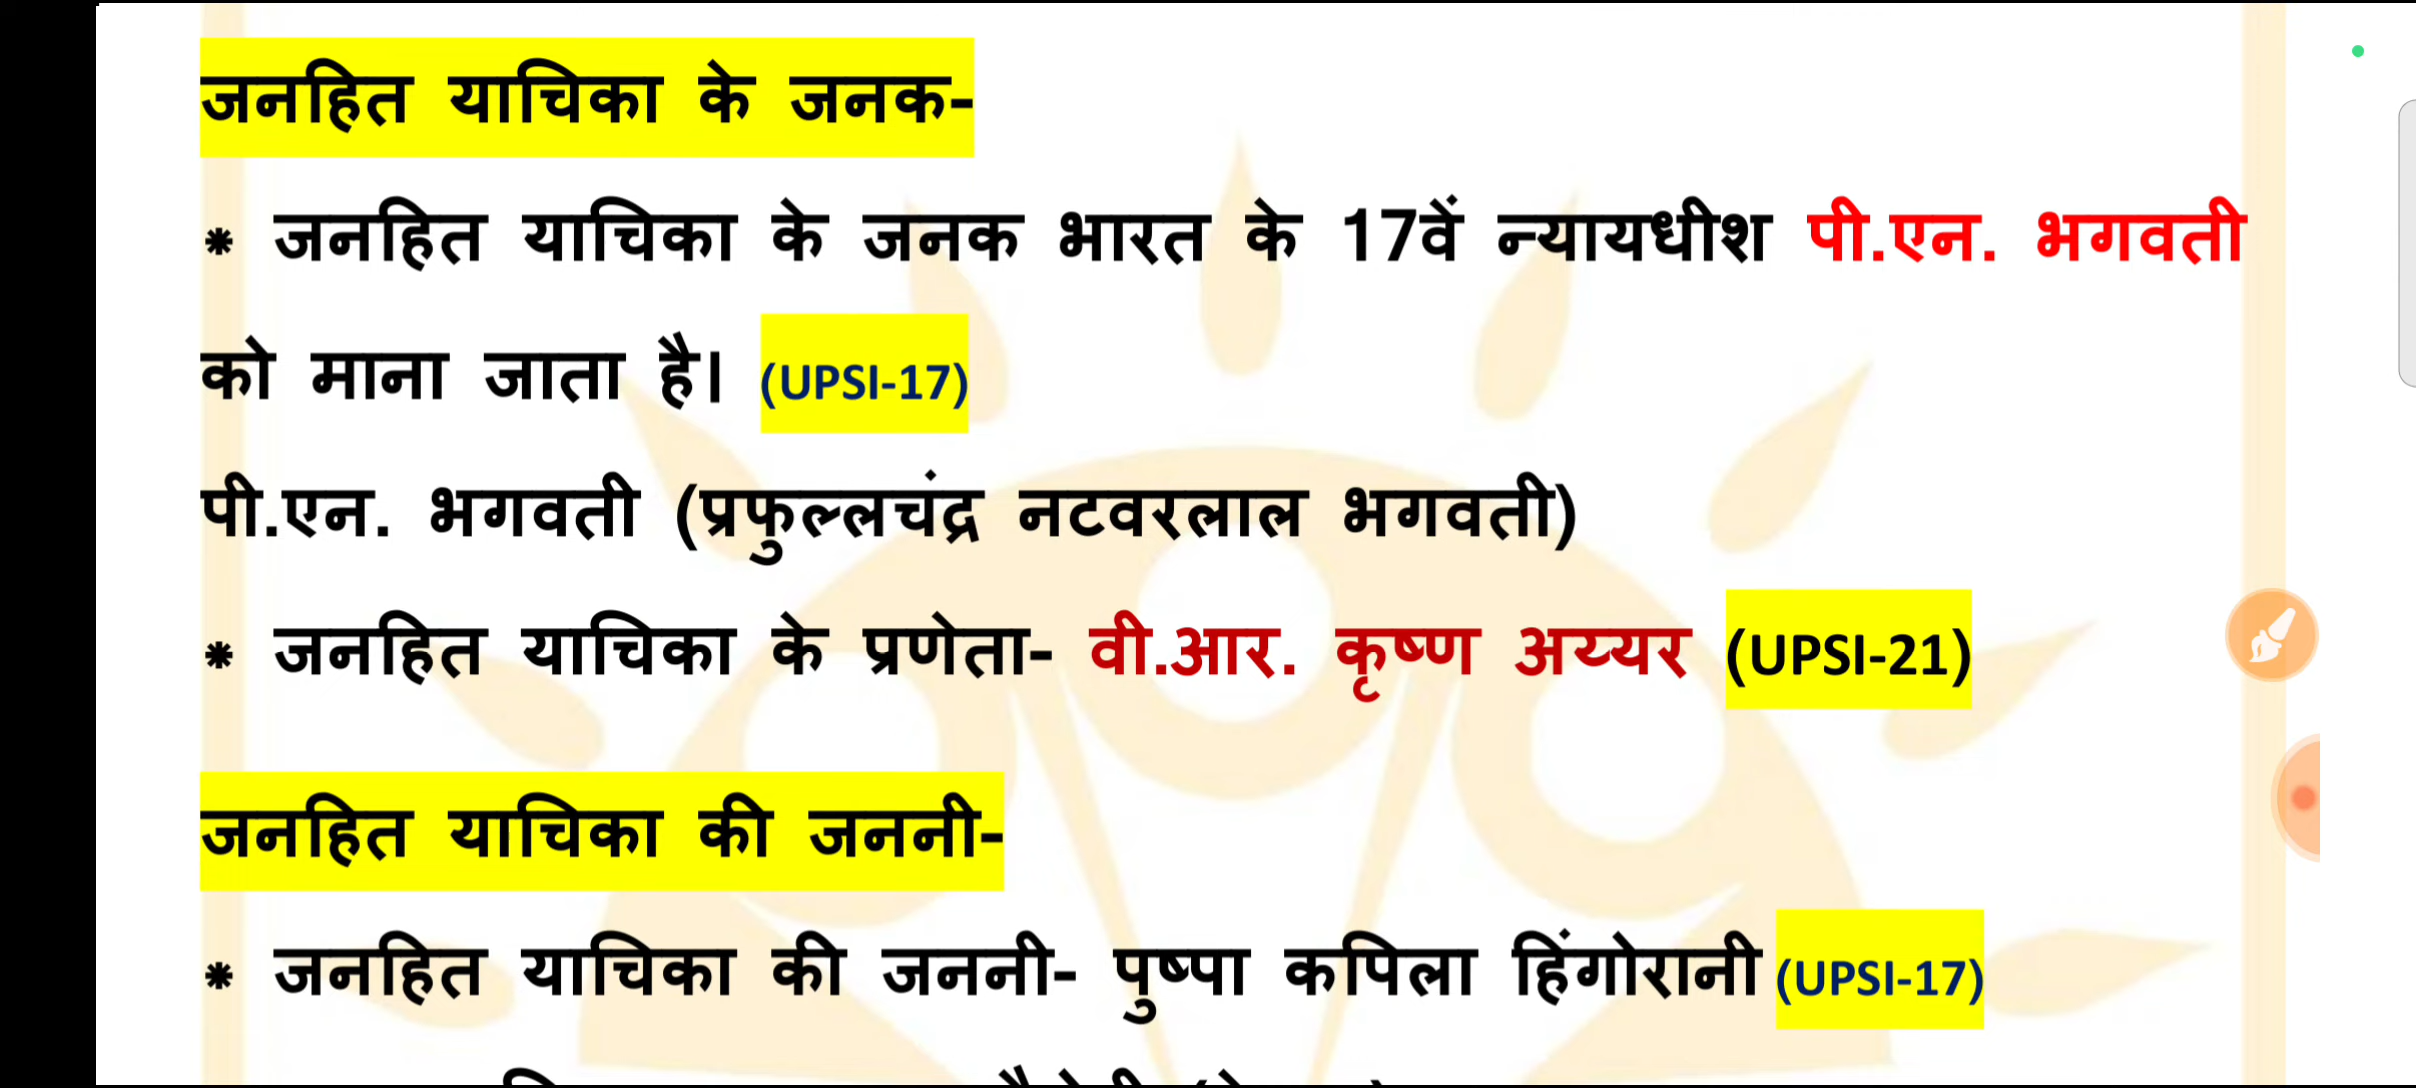 जनहित याचिका के जनक-
* जनहित याचिका के जनक भारत के 17वें न्यायधीश पी.एन. भगवती
को माना जाता है। (UPSI-17)
पी.एन. भगवती (प्रफुल्लचंद्र नटवरलाल भगवती)
* जनहित याचिका के प्रणेता- वी.आर. कृष्ण अय्यर (UPSI-21)
जनहित याचिका की जननी-
* जनहित याचिका की जननी- पुष्पा कपिला हिंगोरानी (UPSI-17)